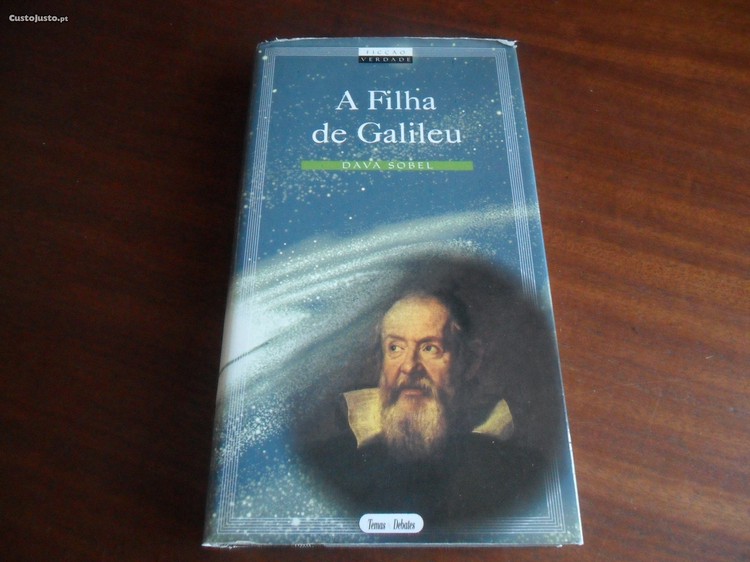 CustoJusto.pt
FICÇÃO
VERDADE
A Filha
de Galileu
DAVA SOBEL
Temas Debates